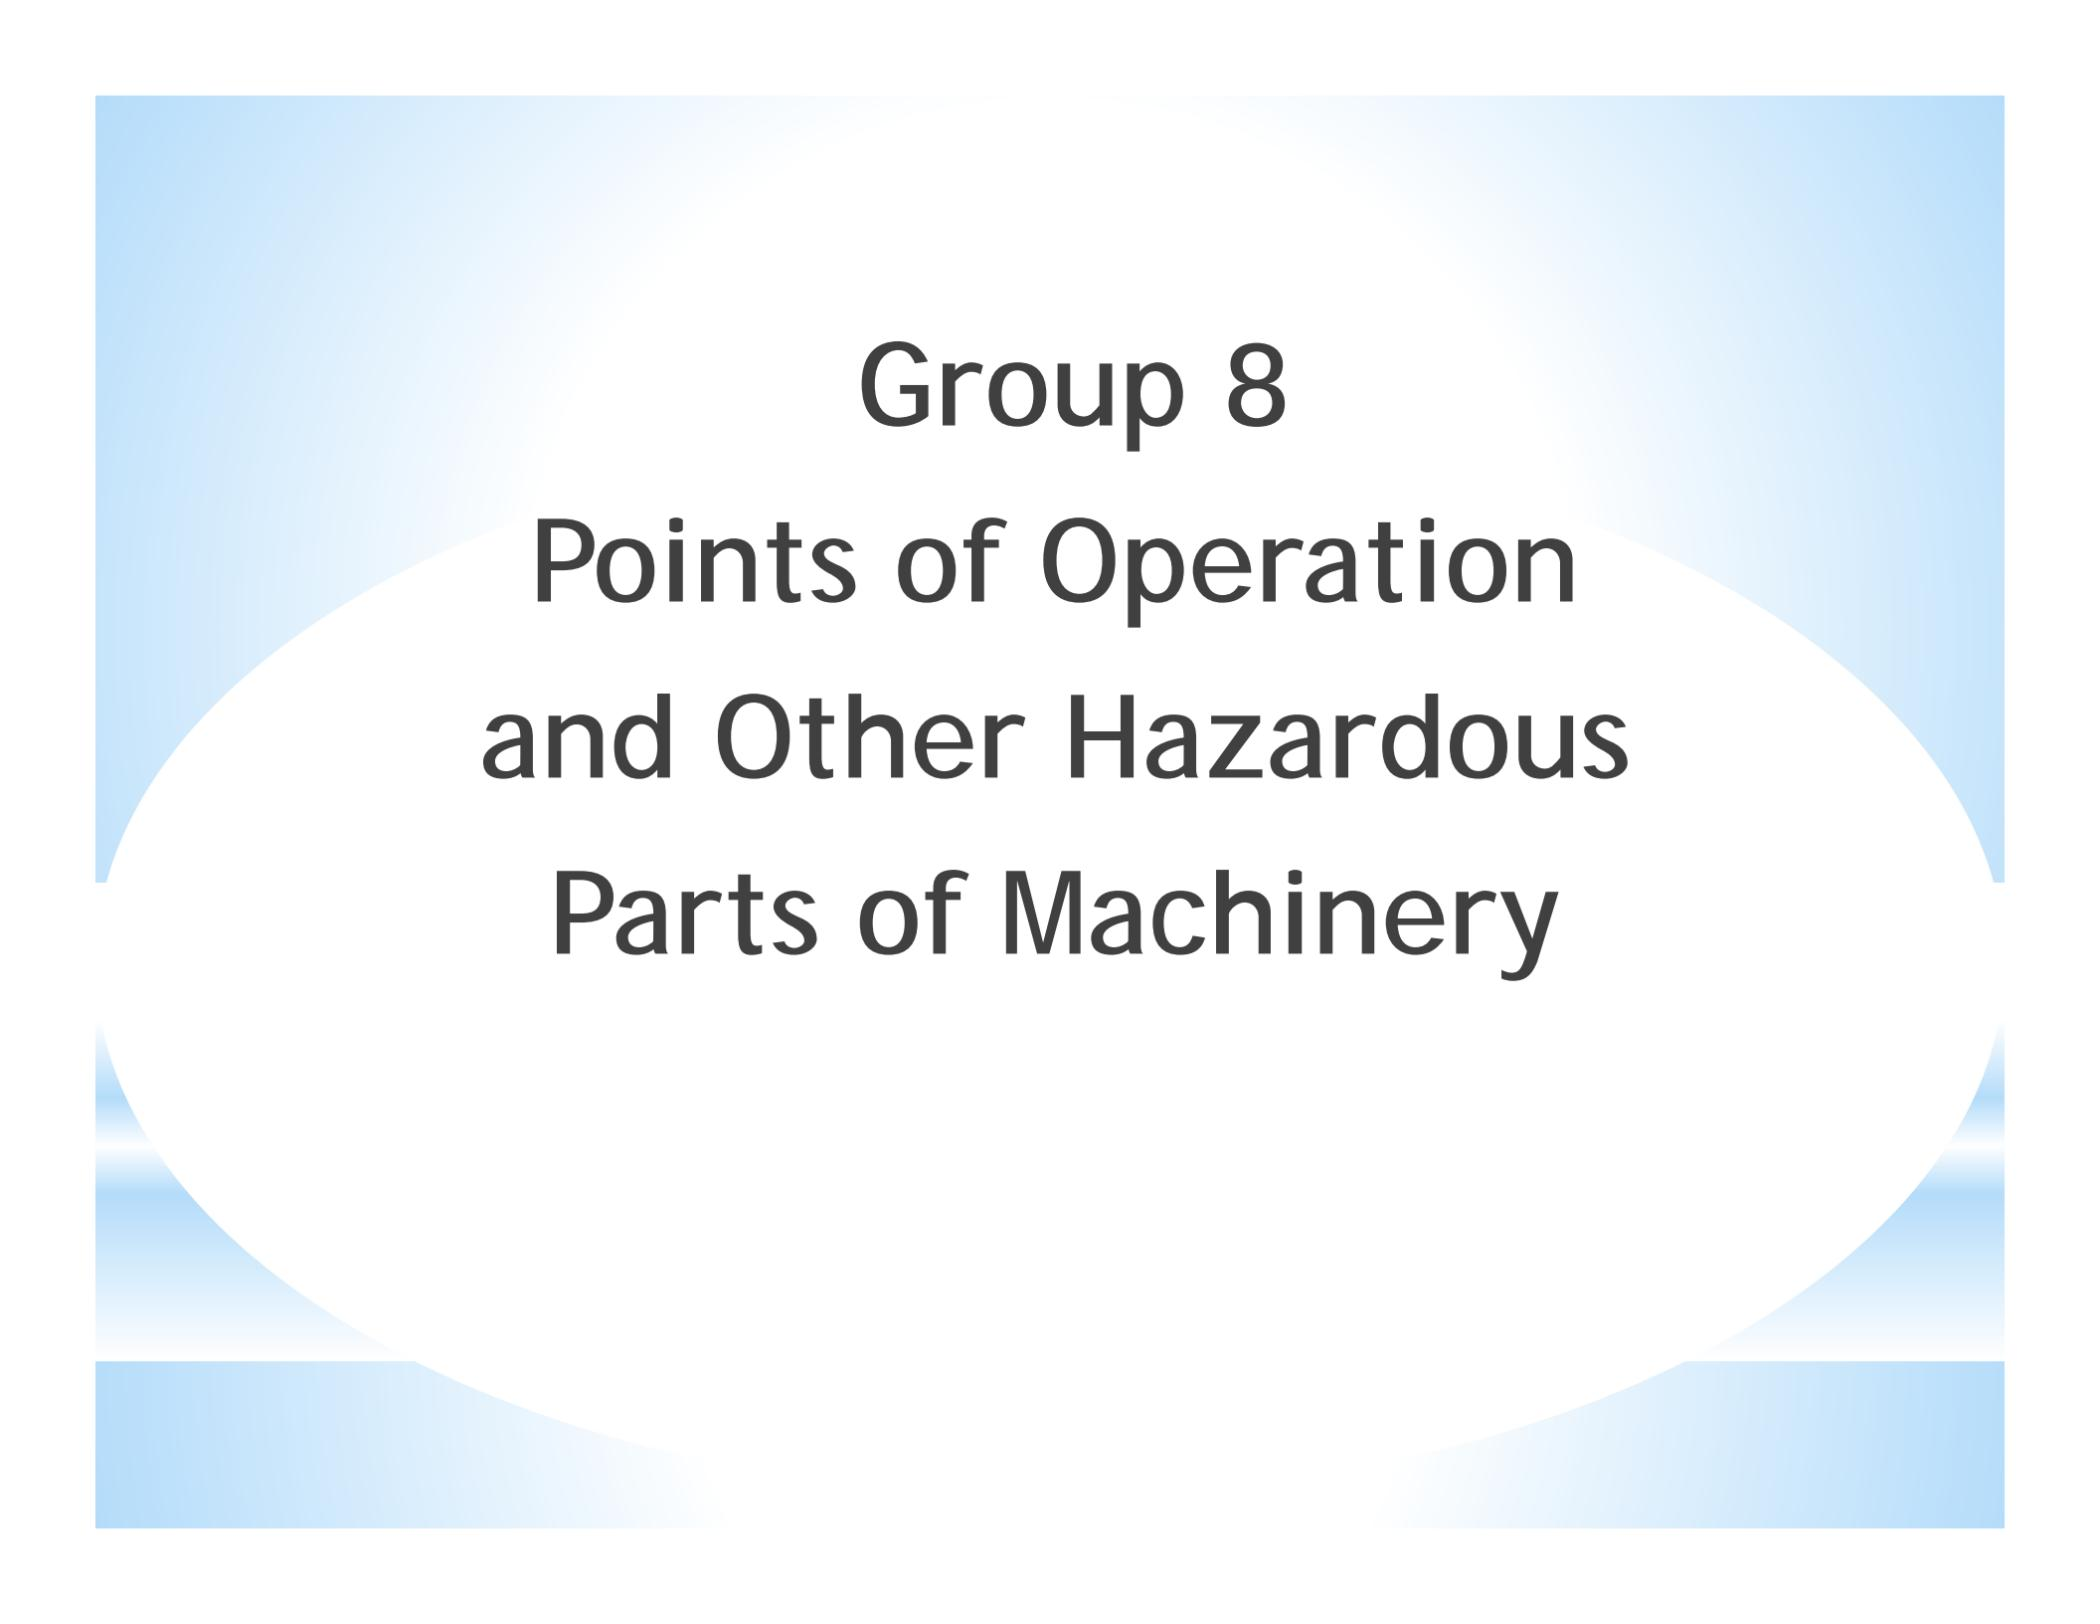 Group 8
Points of Operation
and Other Hazardous
Parts of Machinery